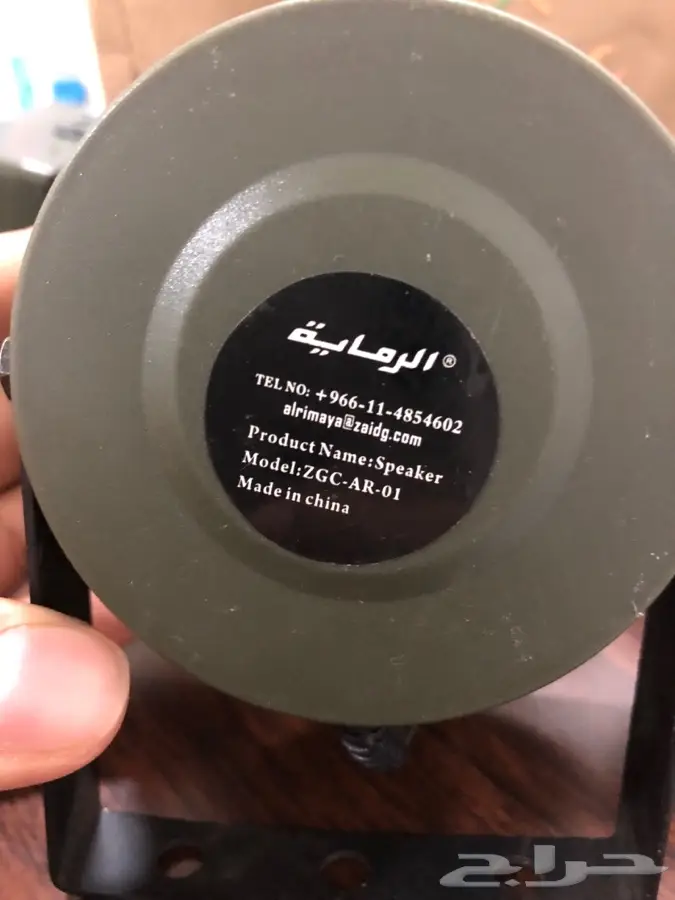 الرماية®
TEL NO: +966-11-4854602
alrimaya@zaidg.com
Product Name:Speaker
Model:ZGC-AR-01
Made in china
حراج